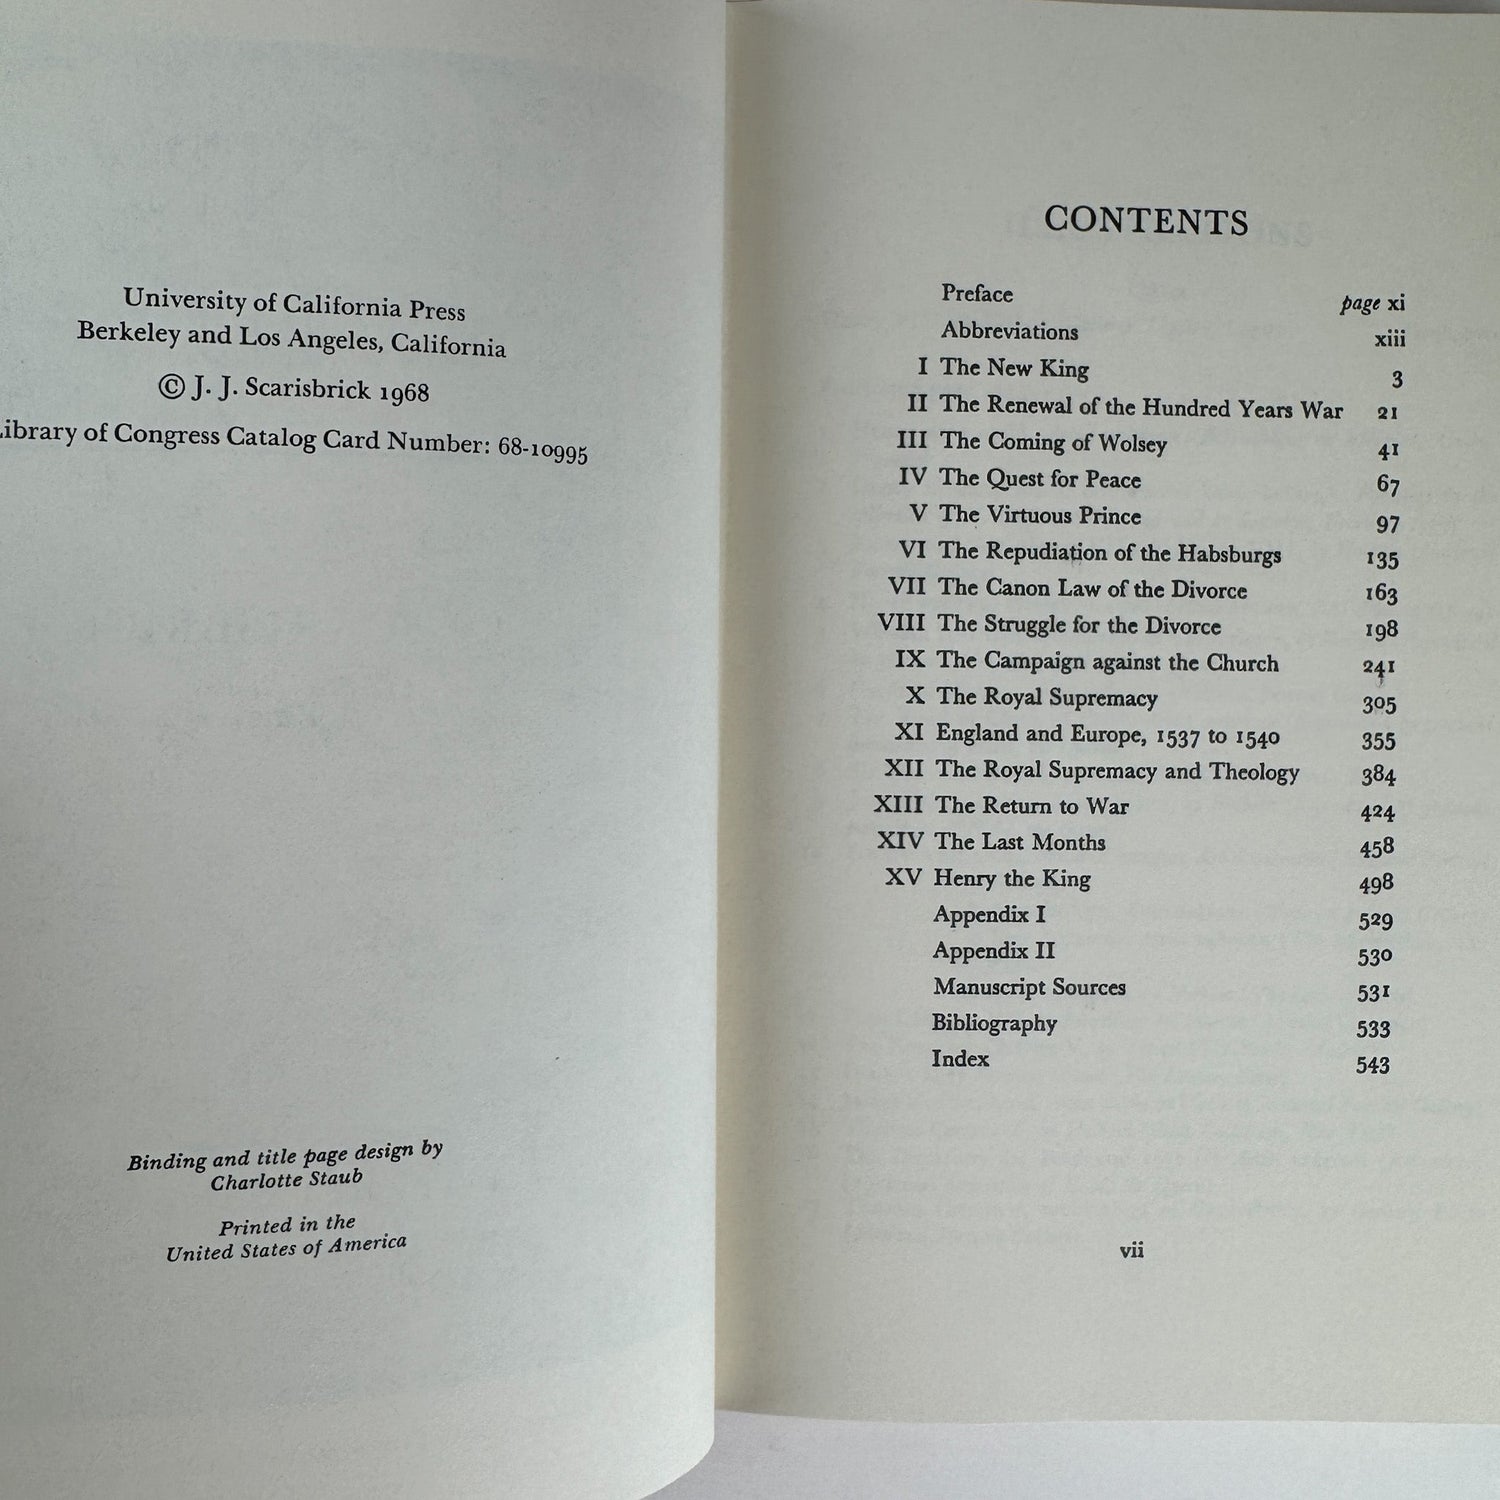 University of California Press
Berkeley and Los Angeles, California
© J. J. Scarisbrick 1968
Library of Congress Catalog Card Number: 68-10995
Binding and title page design by
Charlotte Staub
Printed in the
United States of America
CONTENTS
Preface page xi
Abbreviations xiii
I The New King 3
II The Renewal of the Hundred Years War 21
III The Coming of Wolsey 41
IV The Quest for Peace 67
V The Virtuous Prince 97
VI The Repudiation of the Habsburgs 135
VII The Canon Law of the Divorce 163
VIII The Struggle for the Divorce 198
IX The Campaign against the Church 241
X The Royal Supremacy 305
XI England and Europe, 1537 to 1540 355
XII The Royal Supremacy and Theology 384
XIII The Return to War 424
XIV The Last Months 458
XV Henry the King 498
Appendix I 529
Appendix II 530
Manuscript Sources 531
Bibliography 533
Index 543
vii